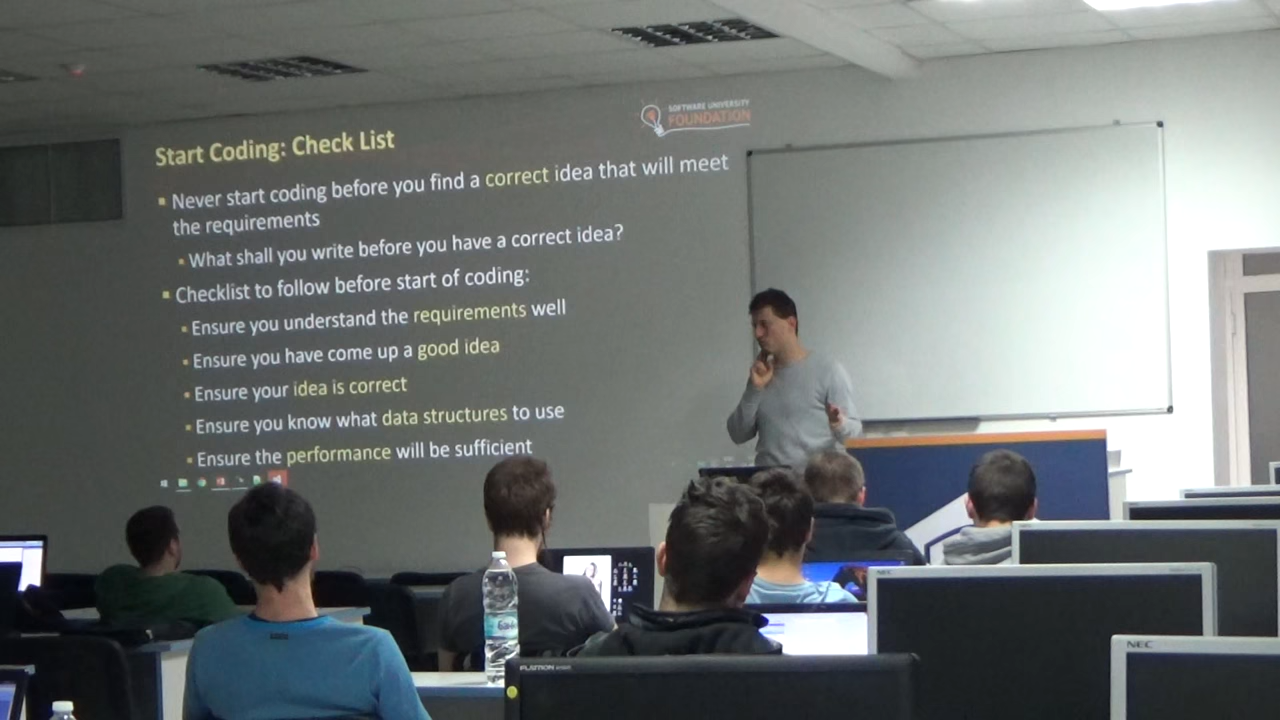 SOFTWARE UNIVERSITY
FOUNDATION
Start Coding: Check List
Never start coding before you find a correct idea that will meet
the requirements
What shall you write before you have a correct idea?
Checklist to follow before start of coding:
Ensure you understand the requirements well
Ensure you have come up a good idea
Ensure your idea is correct
Ensure you know what data structures to use
Ensure the performance will be sufficient
FLATRON
NEC